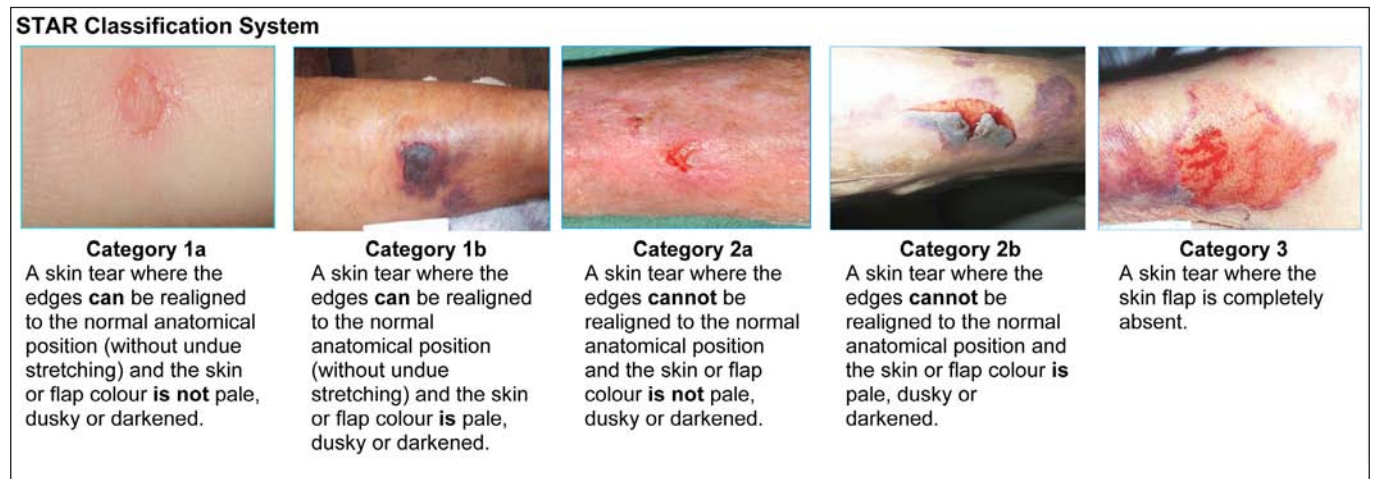 STAR Classification System
Category 1a
A skin tear where the
edges can be realigned
to the normal anatomical
position (without undue
stretching) and the skin
or flap colour is not pale,
dusky or darkened.
Category 1b
A skin tear where the
edges can be realigned
to the normal
anatomical position
(without undue
stretching) and the skin
or flap colour is pale,
dusky or darkened.
Category 2a
A skin tear where the
edges cannot be
realigned to the normal
anatomical position
and the skin or flap
colour is not pale,
dusky or darkened.
Category 2b
A skin tear where the
edges cannot be
realigned to the normal
anatomical position and
the skin or flap colour is
pale, dusky or
darkened.
Category 3
A skin tear where the
skin flap is completely
absent.